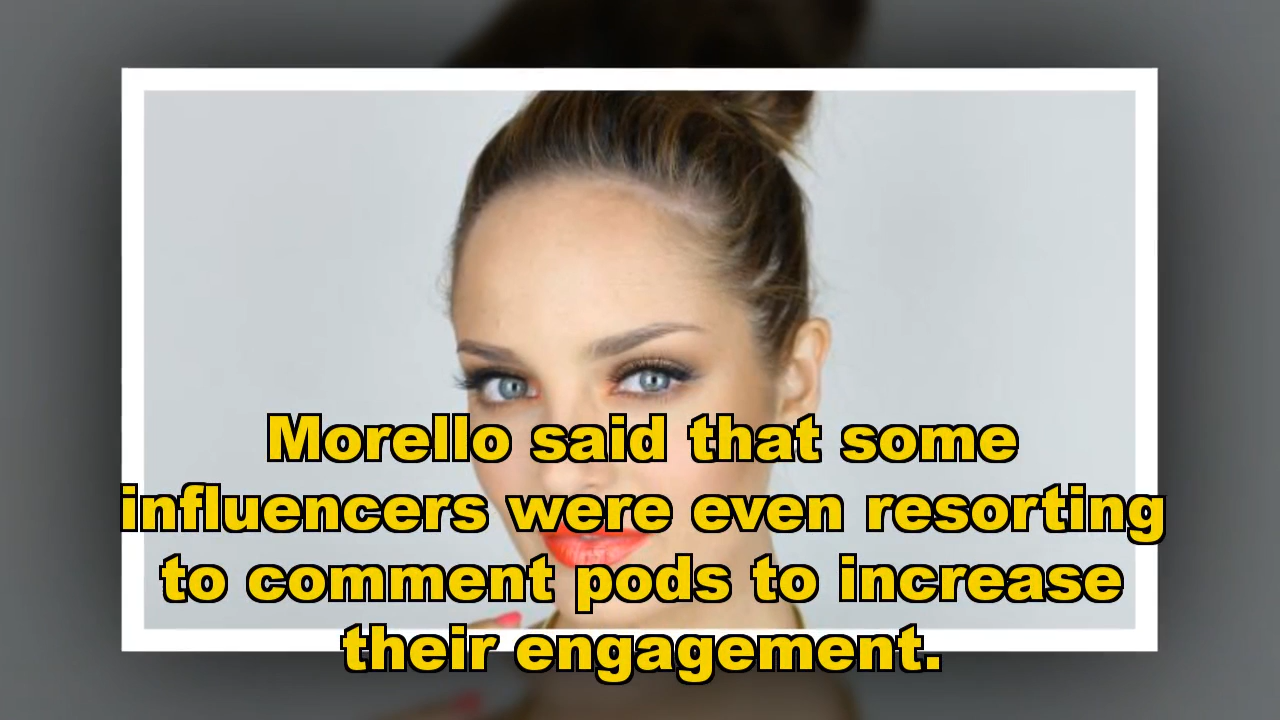 Morello said that some
influencers were even resorting
to comment pods to increase
their engagement.